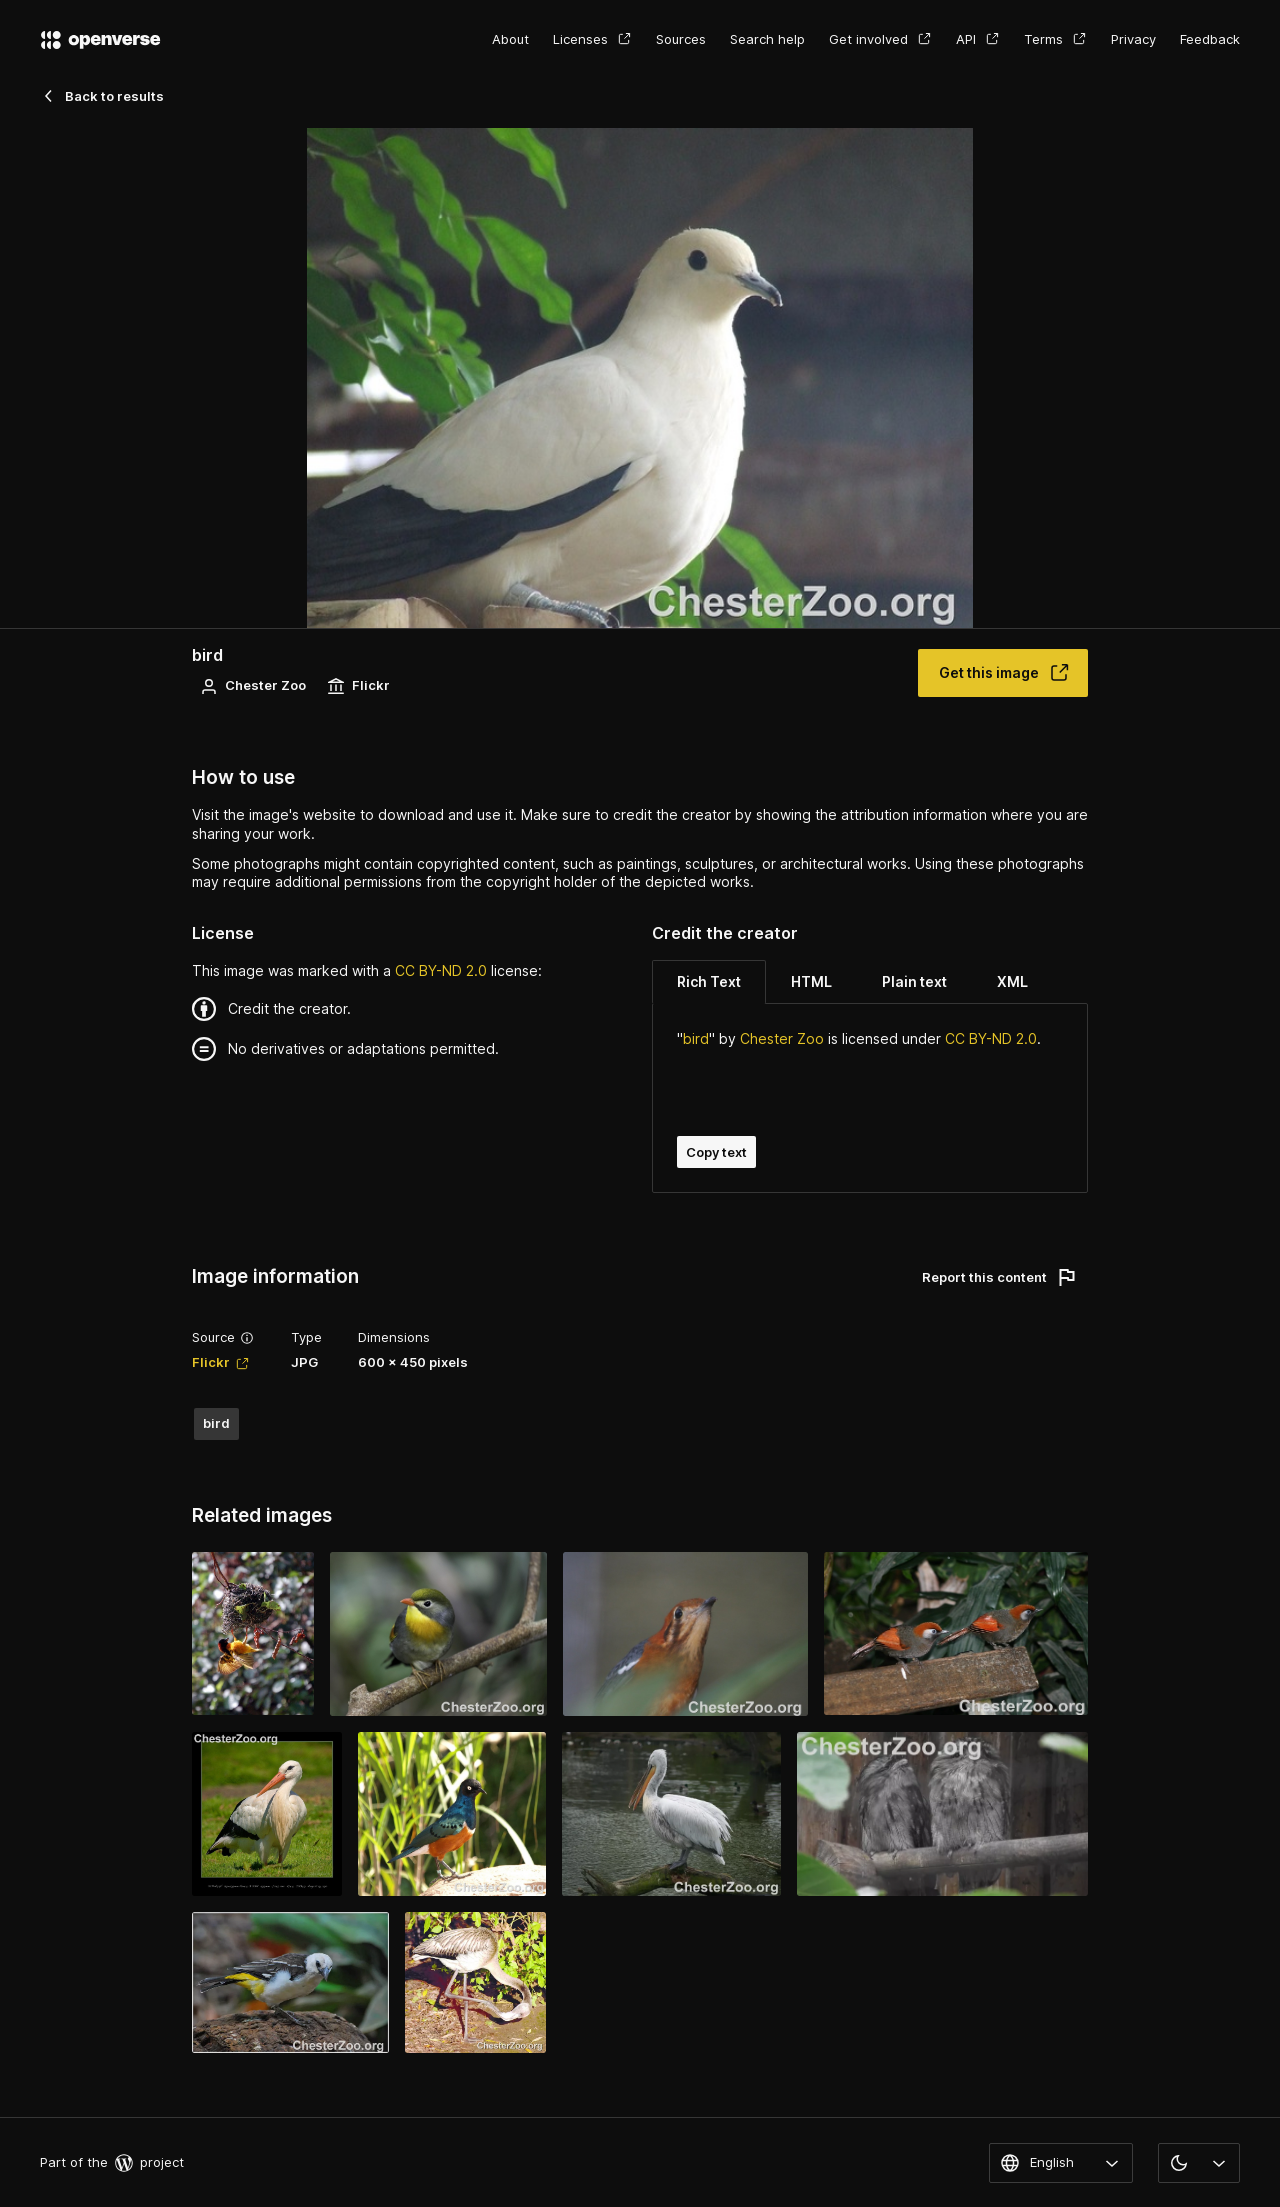 openverse
About
Licenses
Sources
Search help
Get involved
API
Terms
Privacy
Feedback
Back to results
ChesterZoo.org
bird
Chester Zoo
Flickr
Get this image
How to use
Visit the image's website to download and use it. Make sure to credit the creator by showing the attribution information where you are
sharing your work.
Some photographs might contain copyrighted content, such as paintings, sculptures, or architectural works. Using these photographs
may require additional permissions from the copyright holder of the depicted works.
License
This image was marked with a CC BY-ND 2.0 license:
Credit the creator.
No derivatives or adaptations permitted.
Credit the creator
Rich Text
HTML
Plain text
XML
"bird" by Chester Zoo is licensed under CC BY-ND 2.0.
Copy text
Image information
Report this content
Source
Type
Dimensions
Flickr
JPG
600 × 450 pixels
bird
Related images
ChesterZoo.org
ChesterZoo.org
ChesterZoo.org
ChesterZoo.org
ChesterZoo.org
ChesterZoo.org
ChesterZoo.org
ChesterZoo.org
ChesterZoo.org
Part of the
project
English